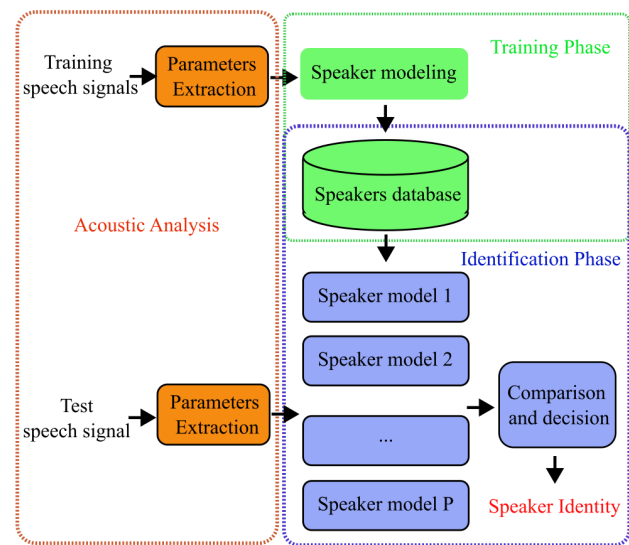 Training Phase
Training
speech signals
Parameters
Extraction
Speaker modeling
Speakers database
Acoustic Analysis
Identification Phase
Speaker model 1
Speaker model 2
Test
speech signal
Parameters
Extraction
...
Comparison
and decision
Speaker model P
Speaker Identity